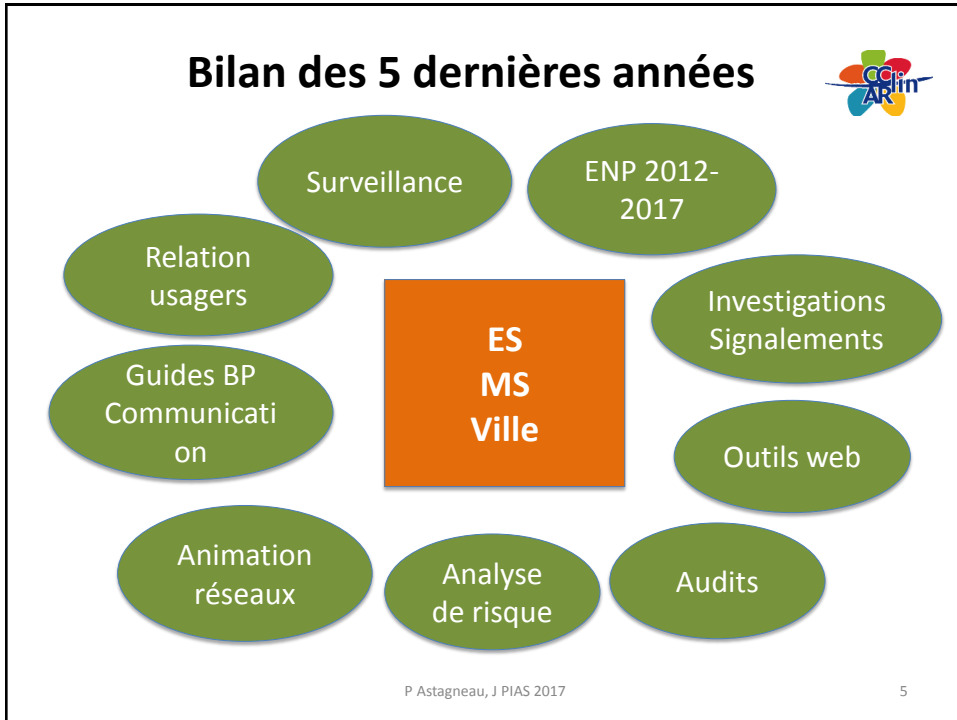 Bilan des 5 dernières années
CClin
AR
Surveillance
ENP 2012-
2017
Relation
usagers
Investigations
Signalements
ES
MS
Ville
Guides BP
Communicati
on
Outils web
Animation
réseaux
Analyse
de risque
Audits
P Astagneau, J PIAS 2017
5